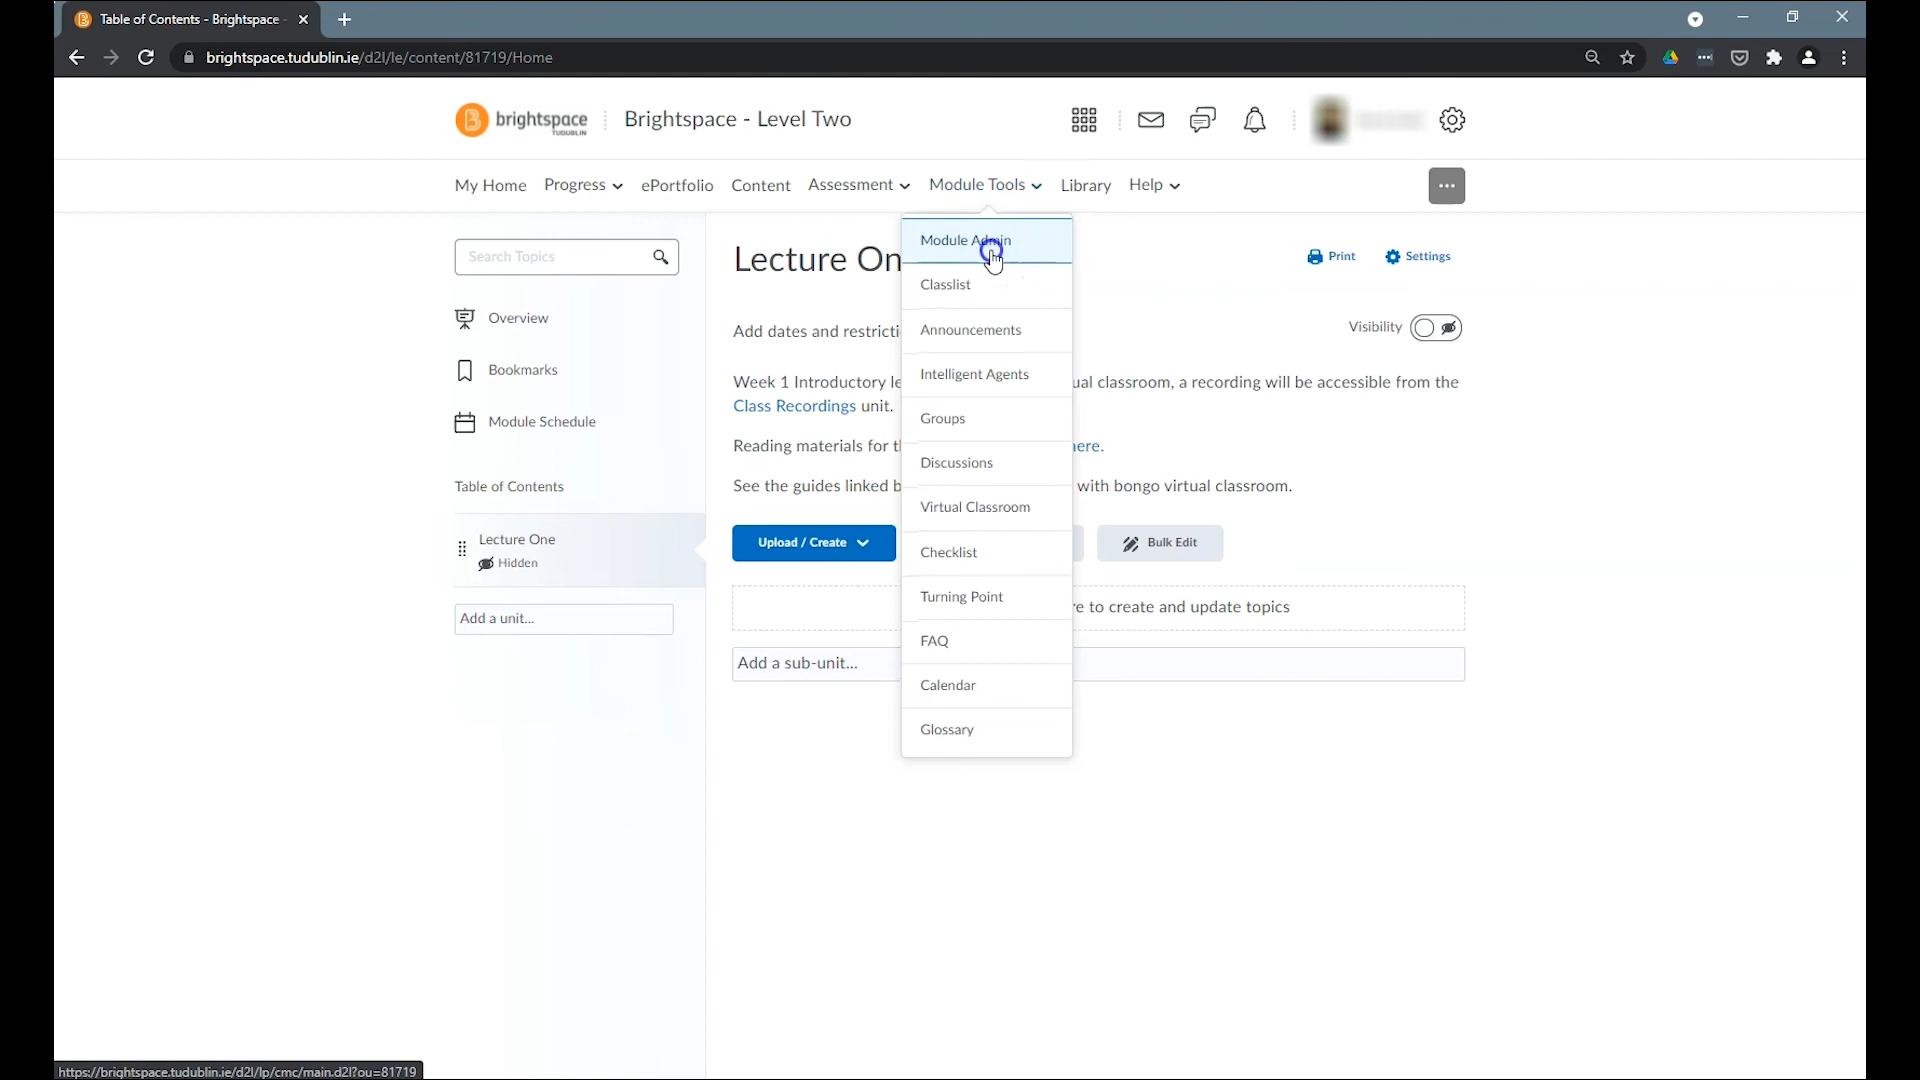 Table of Contents - Brightspace -
brightspace.tudublin.ie/d2l/le/content/81719/Home
brightspace
TUDUBLIN
Brightspace - Level Two
My Home Progress ePortfolio Content Assessment Module Tools Library Help
Search Topics
Overview
Bookmarks
Module Schedule
Table of Contents
Lecture One
Hidden
Add a unit...
Lecture On
Print Settings
Add dates and restricti
Visibility
Week 1 Introductory le
ual classroom, a recording will be accessible from the
Class Recordings unit.
Reading materials for t
here.
See the guides linked b
with bongo virtual classroom.
Upload / Create
Bulk Edit
re to create and update topics
Add a sub-unit...
Module Admin
Classlist
Announcements
Intelligent Agents
Groups
Discussions
Virtual Classroom
Checklist
Turning Point
FAQ
Calendar
Glossary
https://brightspace.tudublin.ie/d2l/lp/cmc/main.d2l?ou=81719